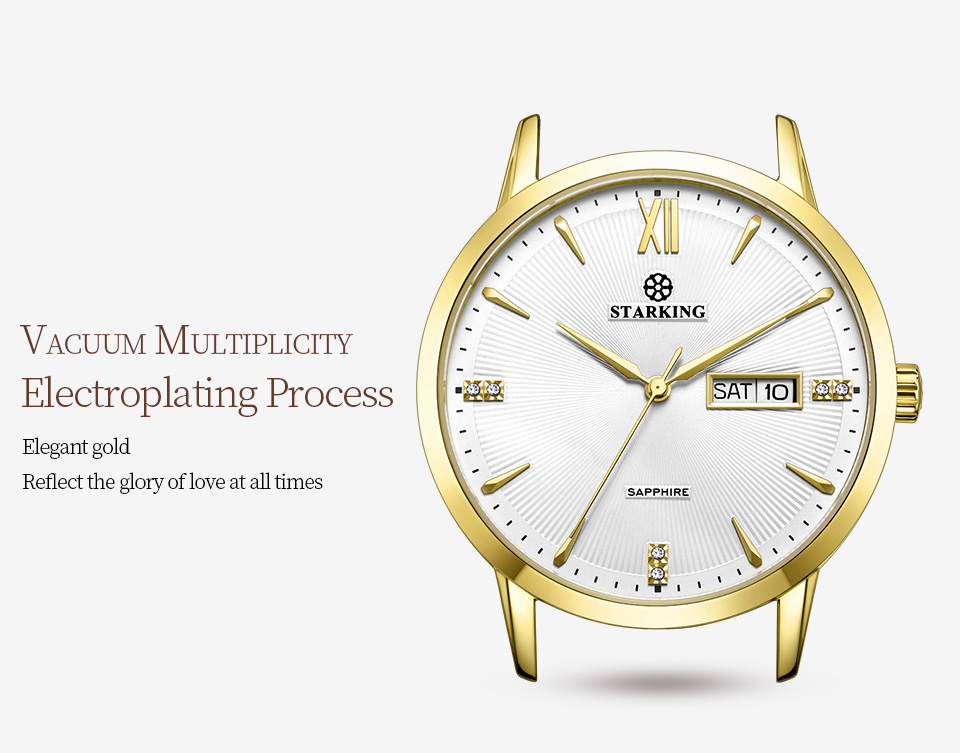 VACUUM MULTIPLICITY
Electroplating Process
Elegant gold
Reflect the glory of love at all times
XII
STARKING
SAT 10
SAPPHIRE